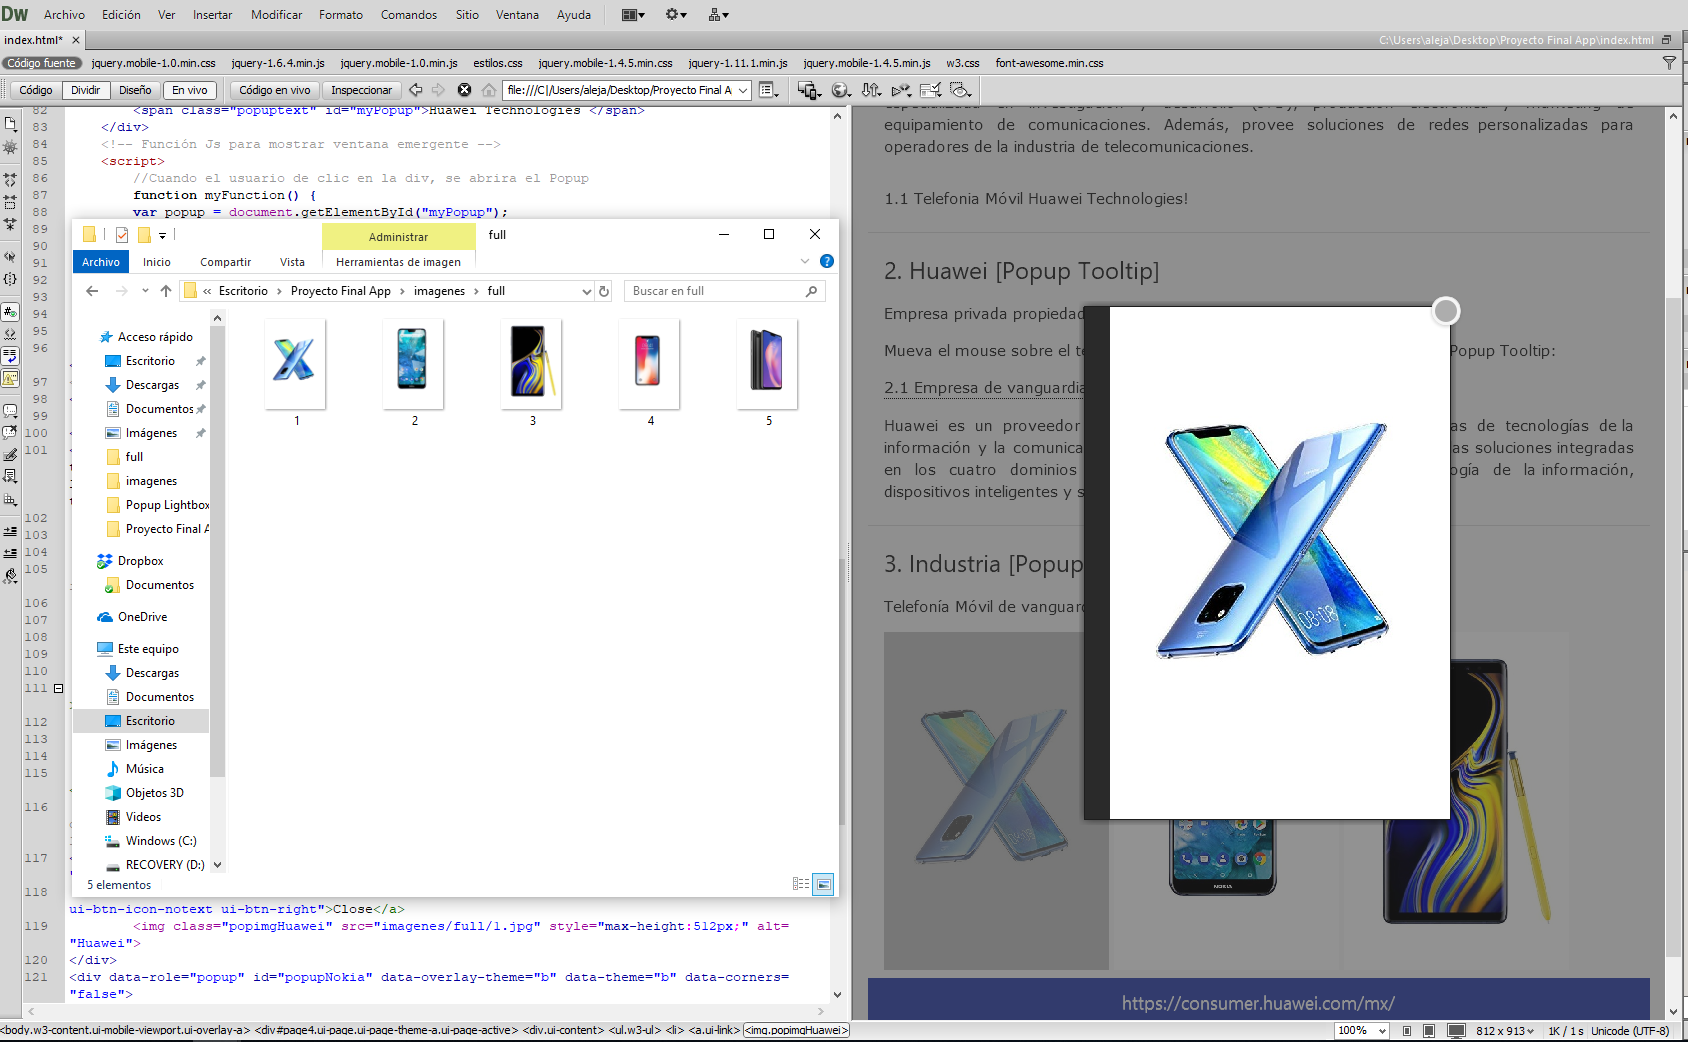 Dw Archivo Edición Ver Insertar Modificar Formato Comandos Sitio Ventana Ayuda
index.html* C:\Users\aleja\Desktop\Proyecto Final App\index.html
Código fuente jquery.mobile-1.0.min.css jquery-1.6.4.min.js jquery.mobile-1.0.min.js estilos.css jquery.mobile-1.4.5.min.css jquery-1.11.1.min.js jquery.mobile-1.4.5.min.js w3.css font-awesome.min.css
Código Dividir Diseño En vivo Código en vivo Inspeccionar file:///C|/Users/aleja/Desktop/Proyecto Final A
82 <span class="popuptext" id="myPopup">Huawei Technologies </span>
83 </div>
84 <!-- Función Js para mostrar ventana emergente -->
85 <script>
86 //Cuando el usuario de clic en la div, se abrira el Popup
87 function myFunction() {
88 var popup = document.getElementById("myPopup");
89
90
91
92
93
94
95
96
97
98
99
100
101
102
103
104
105
106
107
108
109
110
111
112
113
114
115
116
117
118
ui-btn-icon-notext ui-btn-right">Close</a>
119 <img class="popimgHuawei" src="imagenes/full/1.jpg" style="max-height:512px;" alt=
"Huawei">
120 </div>
121 <div data-role="popup" id="popupNokia" data-overlay-theme="b" data-theme="b" data-corners=
"false">
Administrar full
Archivo Inicio Compartir Vista Herramientas de imagen
« Escritorio › Proyecto Final App › imagenes › full Buscar en full
Acceso rápido
Escritorio
Descargas
Documentos
Imágenes
full
imagenes
Popup Lightbox
Proyecto Final A
Dropbox
Documentos
OneDrive
Este equipo
Descargas
Documentos
Escritorio
Imágenes
Música
Objetos 3D
Videos
Windows (C:)
RECOVERY (D:)
1 2 3 4 5
5 elementos
equipamiento de comunicaciones. Además, provee soluciones de redes personalizadas para
operadores de la industria de telecomunicaciones.
1.1 Telefonia Móvil Huawei Technologies!
2. Huawei [Popup Tooltip]
Empresa privada propiedad
Mueva el mouse sobre el te Popup Tooltip:
2.1 Empresa de vanguardia
Huawei es un proveedor as de tecnologías de la
información y la comunica as soluciones integradas
en los cuatro dominios ogía de la información,
dispositivos inteligentes y s
3. Industria [Popup
Telefonía Móvil de vanguard
08:08
NOKIA
https://consumer.huawei.com/mx/
<body.w3-content.ui-mobile-viewport.ui-overlay-a> <div#page4.ui-page.ui-page-theme-a.ui-page-active> <div.ui-content> <ul.w3-ul> <li> <a.ui-link> <img.popimgHuawei> 100% 812 x 913 1K / 1 s Unicode (UTF-8)